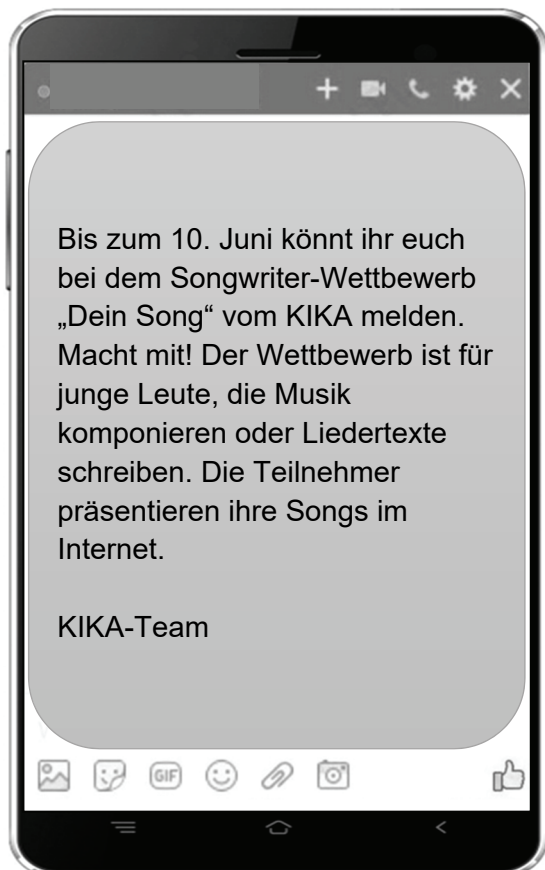 Bis zum 10. Juni könnt ihr euch
bei dem Songwriter-Wettbewerb
„Dein Song“ vom KIKA melden.
Macht mit! Der Wettbewerb ist für
junge Leute, die Musik
komponieren oder Liedertexte
schreiben. Die Teilnehmer
präsentieren ihre Songs im
Internet.
KIKA-Team
GIF